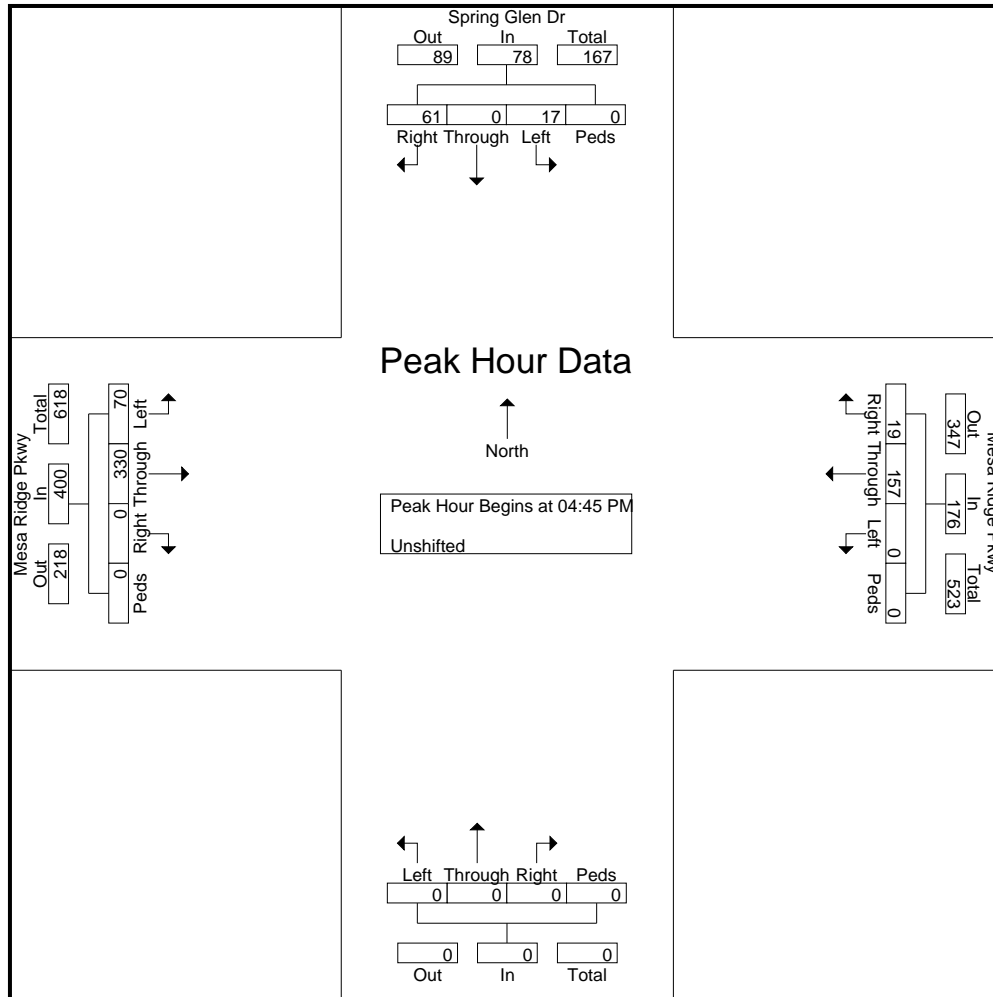 Spring Glen Dr
Out In Total
89 78 167
61 0 17 0
Right Through Left Peds
Peak Hour Data
North
Peak Hour Begins at 04:45 PM
Unshifted
Mesa Ridge Pkwy
Total In Out
618 400 218
70 330 0 0
Left Through Right Peds
Mesa Ridge Pkwy
Out In Total
347 176 523
19 157 0 0
Right Through Left Peds
Left Through Right Peds
0 0 0 0
0 0 0
Out In Total